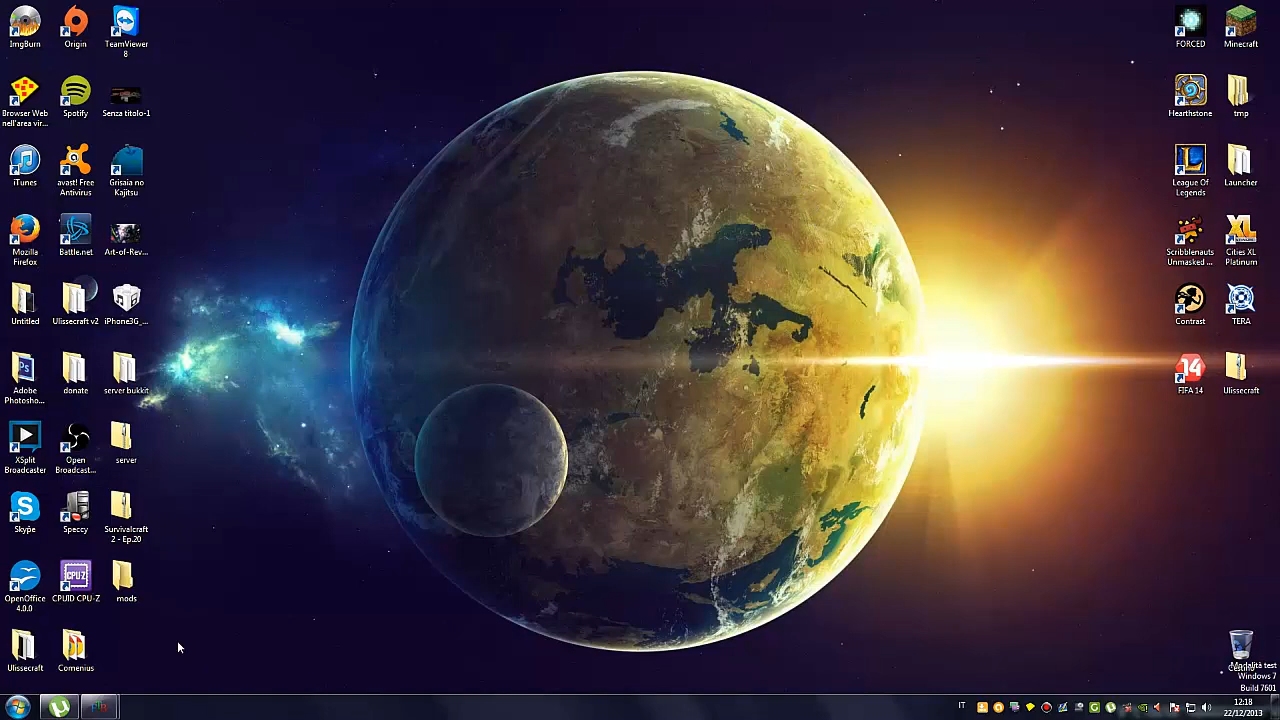 ImgBurn
Origin
TeamViewer
8
Browser Web
nell'area vir...
Spotify
Senza titolo-1
iTunes
avast! Free
Antivirus
Grisaia no
Kajitsu
Mozilla
Firefox
Battle.net
Art-of-Rev...
Untitled
Ulissecraft v2
iPhone3G_...
Adobe
Photosho...
donate
server bukkit
XSplit
Broadcaster
Open
Broadcast...
server
Skype
Speccy
Survivalcraft
2 - Ep.20
OpenOffice
4.0.0
CPUID CPU-Z
mods
Ulissecraft
Comenius
FORCED
Minecraft
Hearthstone
tmp
League Of
Legends
Launcher
Scribblenauts
Unmasked ...
Cities XL
Platinum
Contrast
TERA
FIFA 14
Ulissecraft
Cestino
Modalità test
Windows 7
Build 7601
IT
12:18
22/12/2013